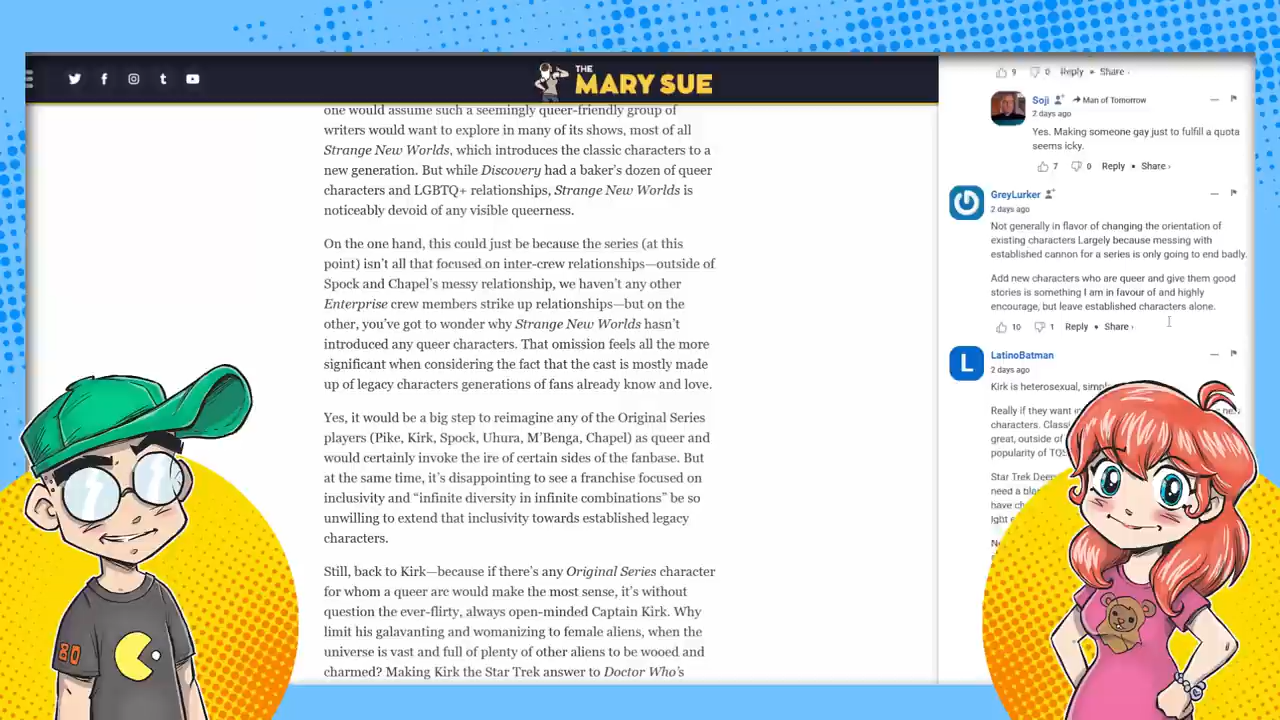 THE
MARY SUE
one would assume such a seemingly queer-friendly group of
writers would want to explore in many of its shows, most of all
Strange New Worlds, which introduces the classic characters to a
new generation. But while Discovery had a baker's dozen of queer
characters and LGBTQ+ relationships, Strange New Worlds is
noticeably devoid of any visible queerness.
On the one hand, this could just be because the series (at this
point) isn't all that focused on inter-crew relationships—outside of
Spock and Chapel's messy relationship, we haven't any other
Enterprise crew members strike up relationships—but on the
other, you've got to wonder why Strange New Worlds hasn't
introduced any queer characters. That omission feels all the more
significant when considering the fact that the cast is mostly made
up of legacy characters generations of fans already know and love.
Yes, it would be a big step to reimagine any of the Original Series
players (Pike, Kirk, Spock, Uhura, M'Benga, Chapel) as queer and
would certainly invoke the ire of certain sides of the fanbase. But
at the same time, it's disappointing to see a franchise focused on
inclusivity and “infinite diversity in infinite combinations” be so
unwilling to extend that inclusivity towards established legacy
characters.
Still, back to Kirk—because if there's any Original Series character
for whom a queer arc would make the most sense, it's without
question the ever-flirty, always open-minded Captain Kirk. Why
limit his galavanting and womanizing to female aliens, when the
universe is vast and full of plenty of other aliens to be wooed and
charmed? Making Kirk the Star Trek answer to Doctor Who's
9 0 Reply • Share ›
Soji Man of Tomorrow
2 days ago
Yes. Making someone gay just to fulfill a quota
seems icky.
7 0 Reply • Share ›
GreyLurker
2 days ago
Not generally in flavor of changing the orientation of
existing characters Largely because messing with
established cannon for a series is only going to end badly.
Add new characters who are queer and give them good
stories is something I am in favour of and highly
encourage, but leave established characters alone.
10 1 Reply • Share ›
L
LatinoBatman
2 days ago
Kirk is heterosexual,
Really if they want
characters.
great, outside of
popularity of
Star Trek
need a
have
80